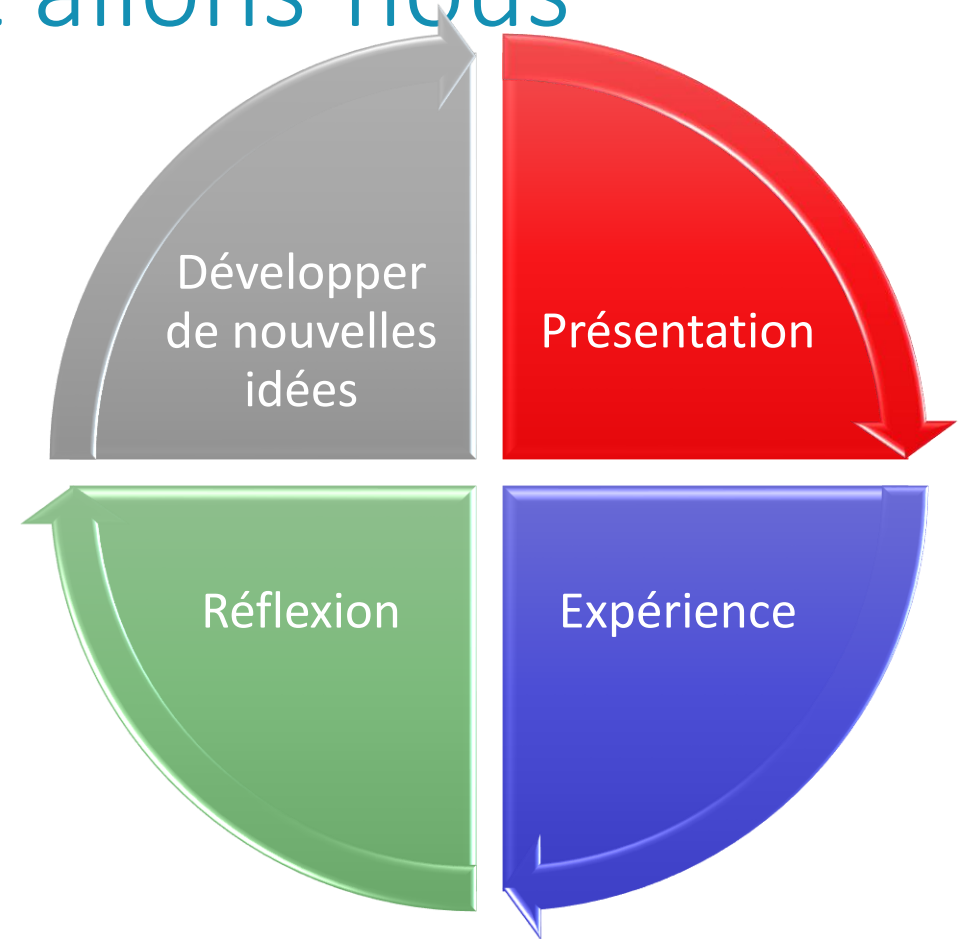 allons-nous
Développer
de nouvelles
idées
Présentation
Réflexion
Expérience